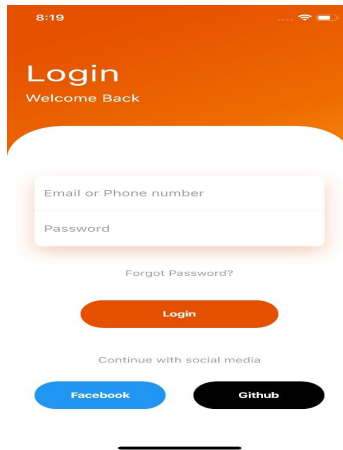 8:19
Login
Welcome Back
Email or Phone number
Password
Forgot Password?
Login
Continue with social media
Facebook Github